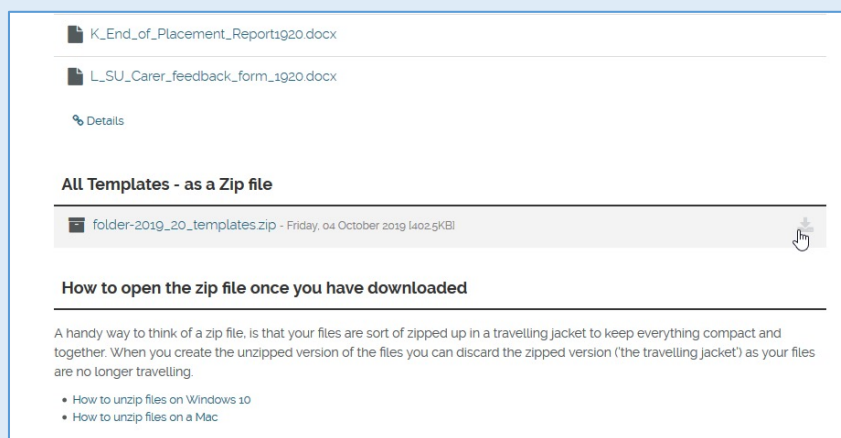 K_End_of_Placement_Report1920.docx
L_SU_Carer_feedback_form_1920.docx
Details
All Templates - as a Zip file
folder-2019_20_templates.zip - Friday, 04 October 2019 [402.5KB]
How to open the zip file once you have downloaded
A handy way to think of a zip file, is that your files are sort of zipped up in a travelling jacket to keep everything compact and
together. When you create the unzipped version of the files you can discard the zipped version ('the travelling jacket') as your files
are no longer travelling.
• How to unzip files on Windows 10
• How to unzip files on a Mac